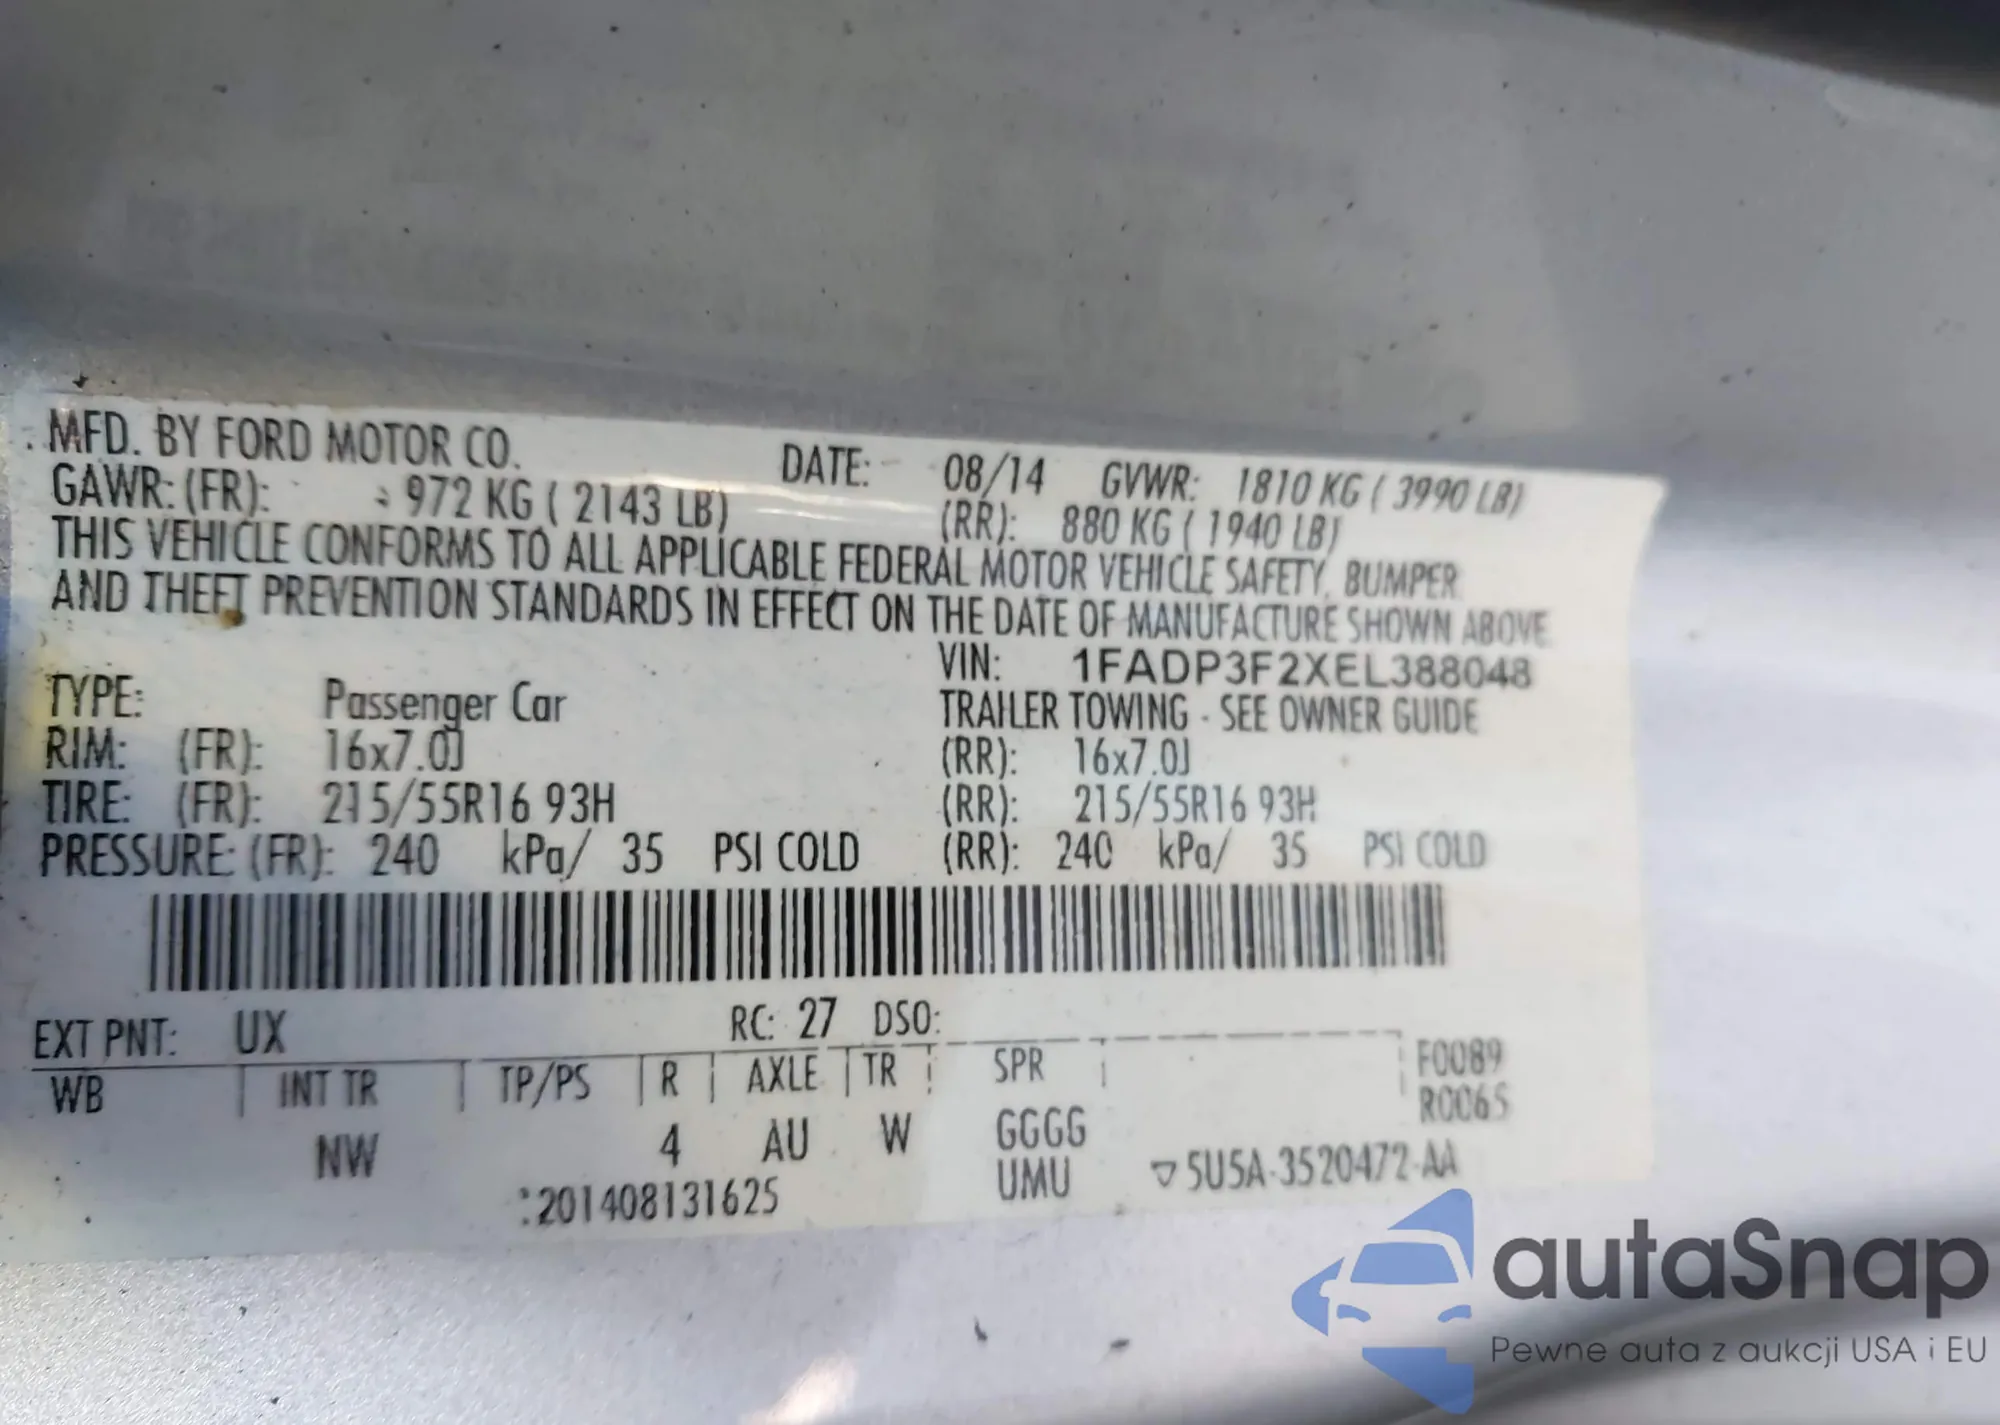 MFD. BY FORD MOTOR CO. DATE: 08/14 GVWR: 1810 KG ( 3990 LB)
GAWR: (FR): 972 KG ( 2143 LB) (RR): 880 KG ( 1940 LB)
THIS VEHICLE CONFORMS TO ALL APPLICABLE FEDERAL MOTOR VEHICLE SAFETY, BUMPER
AND THEFT PREVENTION STANDARDS IN EFFECT ON THE DATE OF MANUFACTURE SHOWN ABOVE
VIN: 1FADP3F2XEL388048
TYPE: Passenger Car TRAILER TOWING - SEE OWNER GUIDE
RIM: (FR): 16x7.0J (RR): 16x7.0J
TIRE: (FR): 215/55R16 93H (RR): 215/55R16 93H
PRESSURE: (FR): 240 kPa/ 35 PSI COLD (RR): 240 kPa/ 35 PSI COLD
EXT PNT: UX RC: 27 DSO:
WB INT TR TP/PS R AXLE TR SPR F0089
R0065
NW 4 AU W GGGG
UMU ▽5U5A-3520472-AA
:201408131625
autaSnap
Pewne auta z aukcji USA i EU